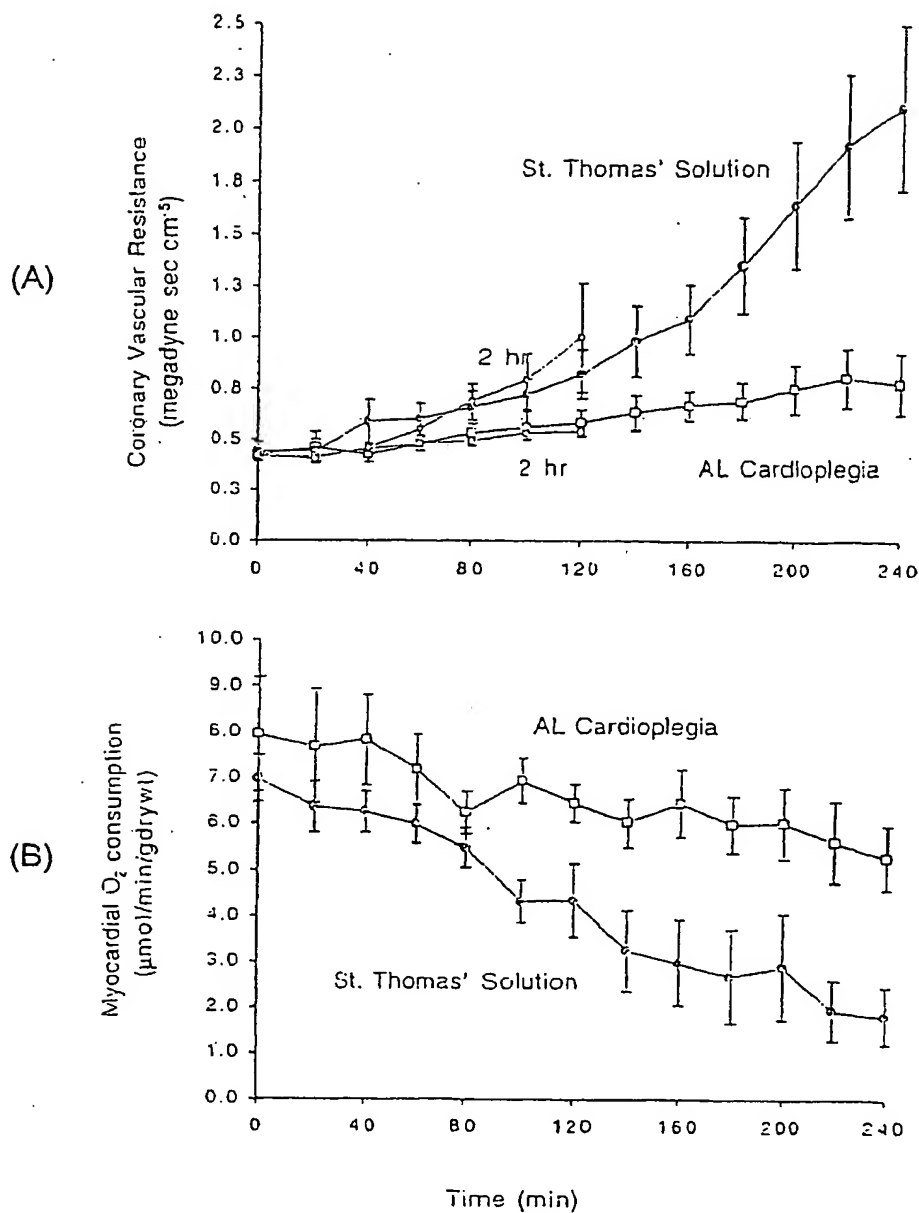 (A)
Coronary Vascular Resistance
(megadyne sec cm-5)
2.5
2.3
2.0
1.8
1.5
1.3
1.0
0.8
0.5
0.3
0.0
St. Thomas' Solution
2 hr
2 hr
AL Cardioplegia
0 40 80 120 160 200 240
(B)
Myocardial O2 consumption
(μmol/min/gdrywt)
10.0
8.0
7.0
6.0
5.0
4.0
3.0
2.0
1.0
0.0
AL Cardioplegia
St. Thomas' Solution
0 40 80 120 160 200 240
Time (min)